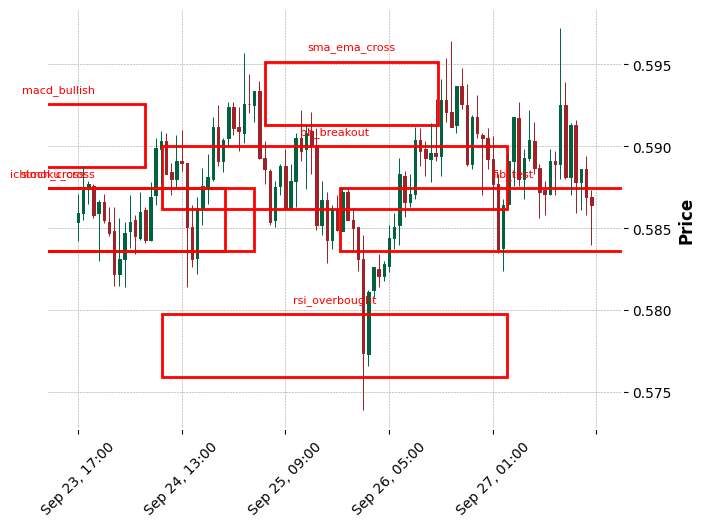 sma_ema_cross
macd_bullish
bb_breakout
fib_test
rsi_overbought
0.595
0.590
0.585
0.580
0.575
Price
Sep 23, 17:00
Sep 24, 13:00
Sep 25, 09:00
Sep 26, 05:00
Sep 27, 01:00